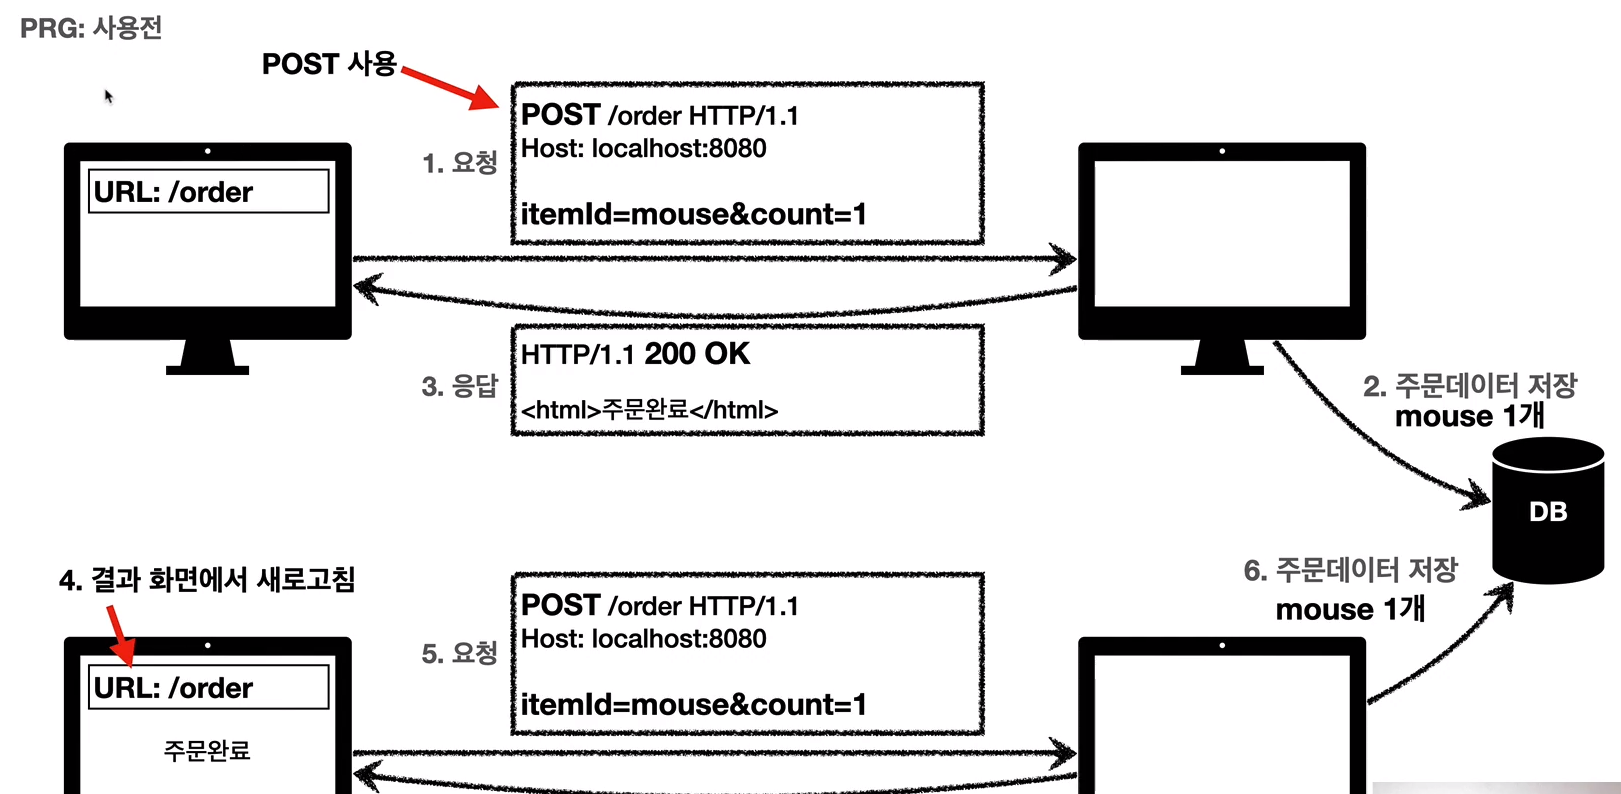 PRG: 사용전
POST 사용
1. 요청
POST /order HTTP/1.1
Host: localhost:8080
itemId=mouse&count=1
URL: /order
3. 응답
HTTP/1.1 200 OK
<html>주문완료</html>
2. 주문데이터 저장
mouse 1개
DB
4. 결과 화면에서 새로고침
5. 요청
POST /order HTTP/1.1
Host: localhost:8080
itemId=mouse&count=1
6. 주문데이터 저장
mouse 1개
URL: /order
주문완료